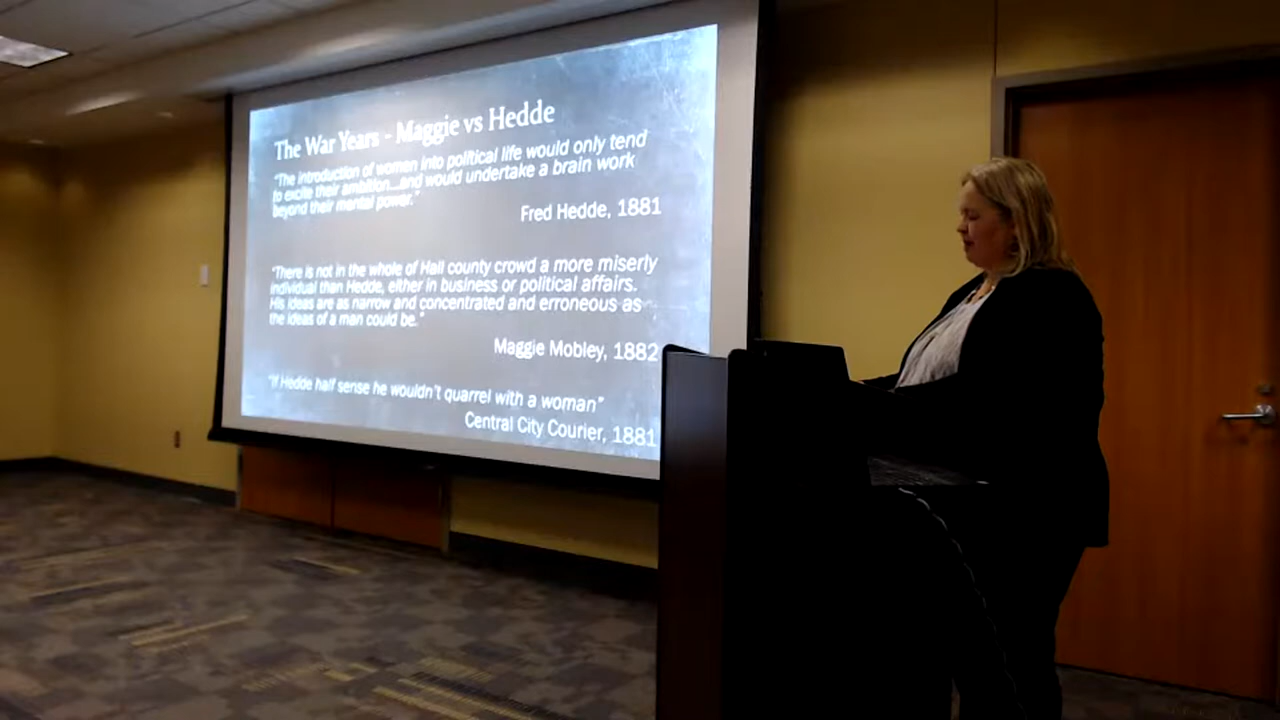 The War Years - Maggie vs Hedde
"The introduction of women into political life would only tend
to excite their ambition...and would undertake a brain work
beyond their mental power."
Fred Hedde, 1881
"There is not in the whole of Hall county crowd a more miserly
individual than Hedde, either in business or political affairs.
His ideas are as narrow and concentrated and erroneous as
the ideas of a man could be."
Maggie Mobley, 1882
"If Hedde half sense he wouldn't quarrel with a woman"
Central City Courier, 1881